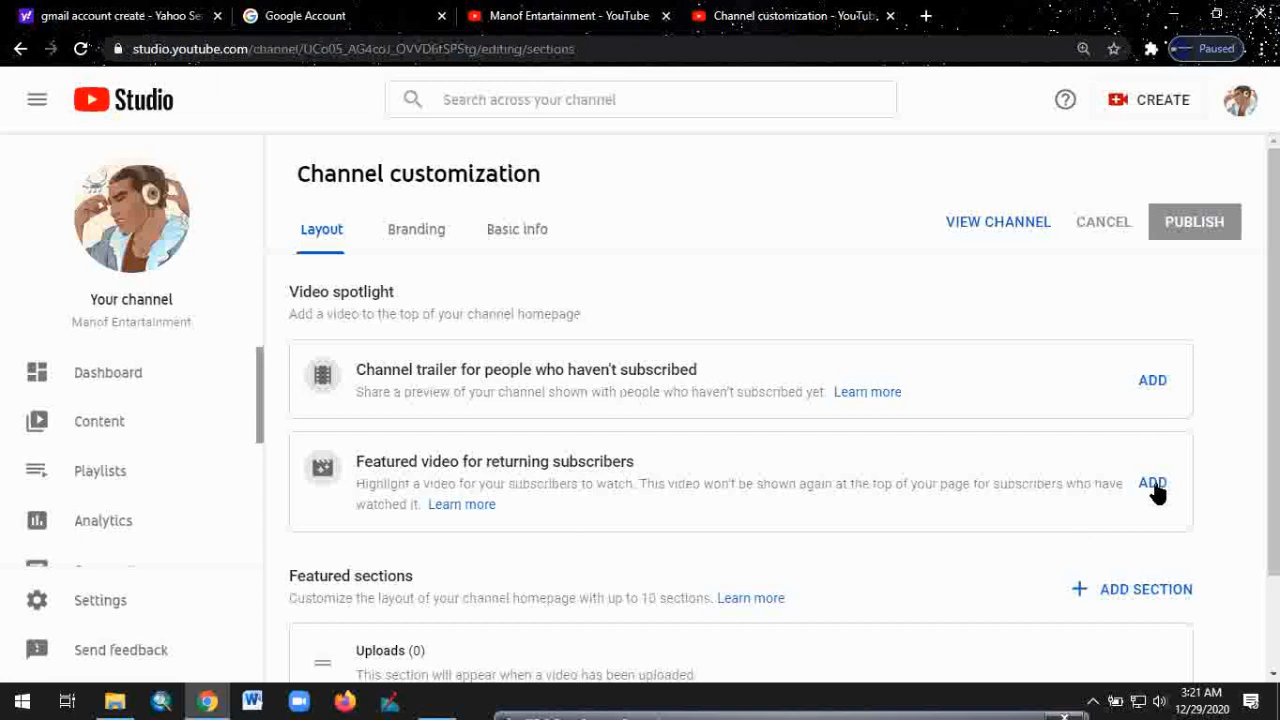 gmail account create - Yahoo Se
Google Account
Manof Entartainment - YouTube
Channel customization - YouTub
studio.youtube.com/channel/UCo05_AG4coJ_OVVD6tSPStg/editing/sections
Paused
Studio
Search across your channel
CREATE
Channel customization
Layout
Branding
Basic info
VIEW CHANNEL
CANCEL
PUBLISH
Your channel
Manof Entartainment
Dashboard
Content
Playlists
Analytics
Settings
Send feedback
Video spotlight
Add a video to the top of your channel homepage
Channel trailer for people who haven't subscribed
Share a preview of your channel shown with people who haven't subscribed yet. Learn more
ADD
Featured video for returning subscribers
Highlight a video for your subscribers to watch. This video won't be shown again at the top of your page for subscribers who have
watched it. Learn more
ADD
Featured sections
Customize the layout of your channel homepage with up to 10 sections. Learn more
ADD SECTION
Uploads (0)
This section will appear when a video has been uploaded
3:21 AM
12/29/2020